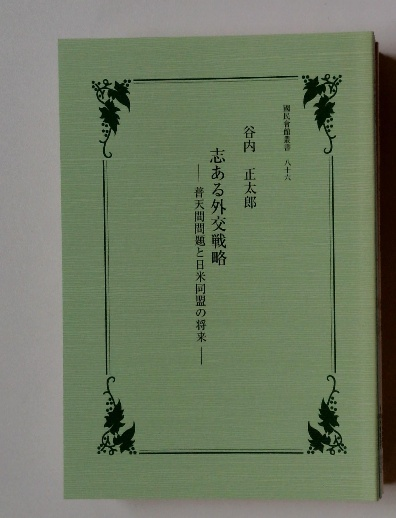 國民會館叢書 八十六
谷内 正太郎
志ある外交戦略
― 普天間問題と日米同盟の将来 ―